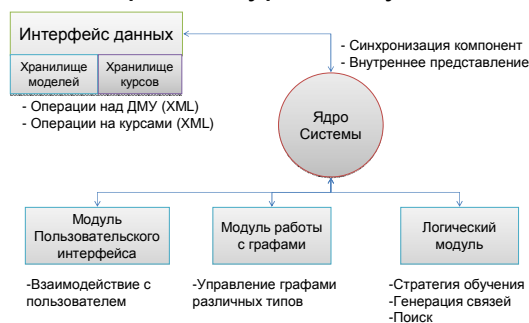 Интерфейс данных
Хранилище
моделей
Хранилище
курсов
- Операции над ДМУ (XML)
- Операции на курсами (XML)
- Синхронизация компонент
- Внутреннее представление
Ядро
Системы
Модуль
Пользовательского
интерфейса
Модуль работы
с графами
Логический
модуль
-Взаимодействие с
пользователем
-Управление графами
различных типов
-Стратегия обучения
-Генерация связей
-Поиск